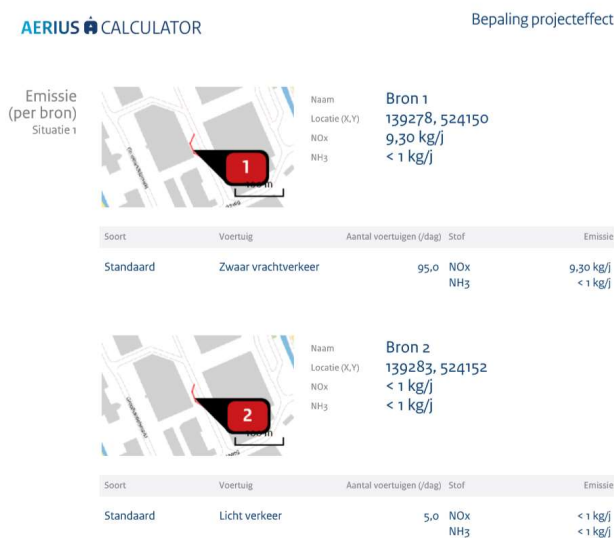 AERIUS CALCULATOR
Bepaling projecteffect
Emissie
(per bron)
Situatie 1
1
Naam Bron 1
Locatie (X,Y) 139278, 524150
NOx 9,30 kg/j
NH3 < 1 kg/j
Soort Voertuig Aantal voertuigen (/dag) Stof Emissie
Standaard Zwaar vrachtverkeer 95,0 NOx 9,30 kg/j
NH3 < 1 kg/j
2
Naam Bron 2
Locatie (X,Y) 139283, 524152
NOx < 1 kg/j
NH3 < 1 kg/j
Soort Voertuig Aantal voertuigen (/dag) Stof Emissie
Standaard Licht verkeer 5,0 NOx < 1 kg/j
NH3 < 1 kg/j